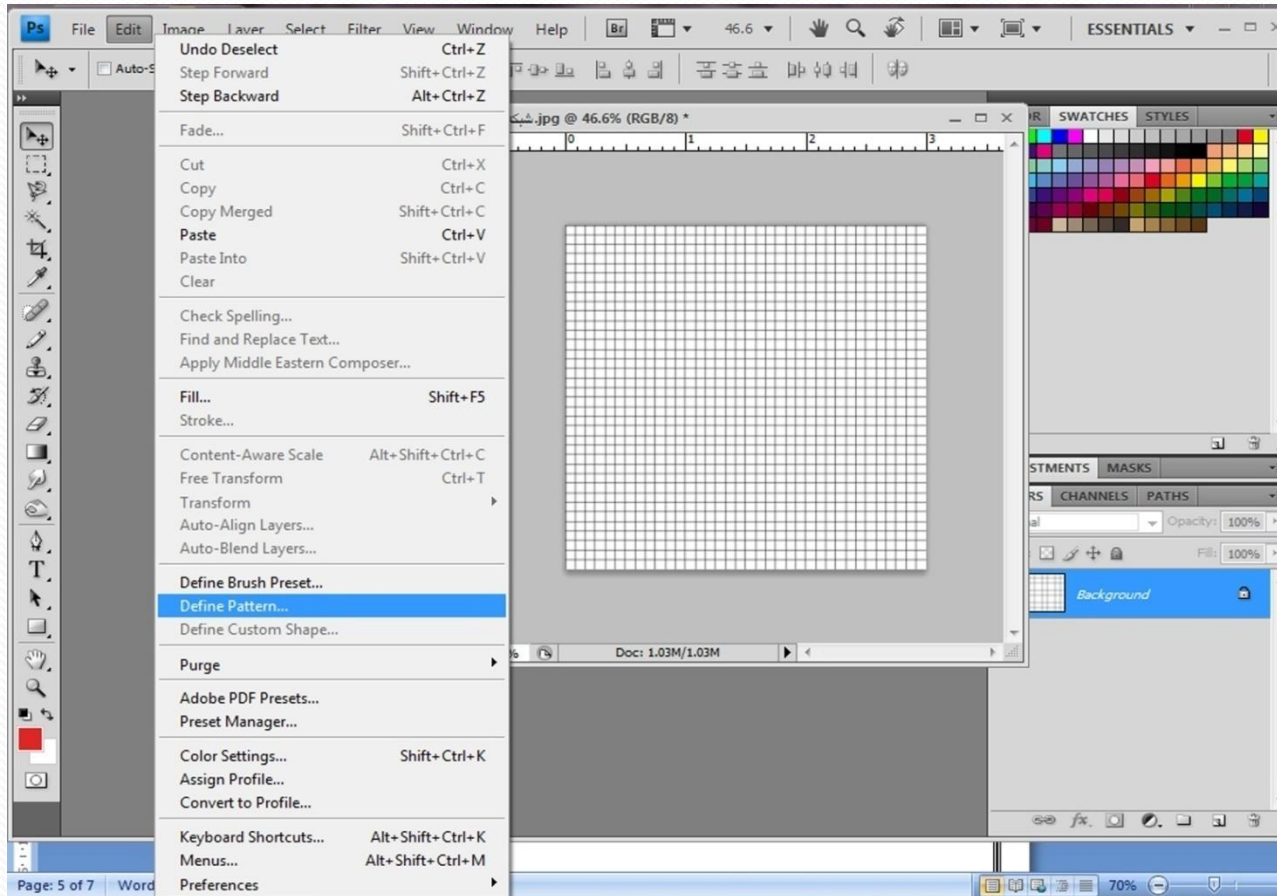 Ps File Edit Image Layer Select Filter View Window Help Br 46.6 ESSENTIALS
Undo Deselect Ctrl+Z
Step Forward Shift+Ctrl+Z
Step Backward Alt+Ctrl+Z
Fade... Shift+Ctrl+F
Cut Ctrl+X
Copy Ctrl+C
Copy Merged Shift+Ctrl+C
Paste Ctrl+V
Paste Into Shift+Ctrl+V
Clear
Check Spelling...
Find and Replace Text...
Apply Middle Eastern Composer...
Fill... Shift+F5
Stroke...
Content-Aware Scale Alt+Shift+Ctrl+C
Free Transform Ctrl+T
Transform
Auto-Align Layers...
Auto-Blend Layers...
Define Brush Preset...
Define Pattern...
Define Custom Shape...
Purge
Adobe PDF Presets...
Preset Manager...
Color Settings... Shift+Ctrl+K
Assign Profile...
Convert to Profile...
Keyboard Shortcuts... Alt+Shift+Ctrl+K
Menus... Alt+Shift+Ctrl+M
Preferences
.jpg @ 46.6% (RGB/8) *
0 1 2 3
Doc: 1.03M/1.03M
SWATCHES STYLES
MASKS
CHANNELS PATHS
Opacity: 100%
Fill: 100%
Background
T
fx.
Page: 5 of 7
70%